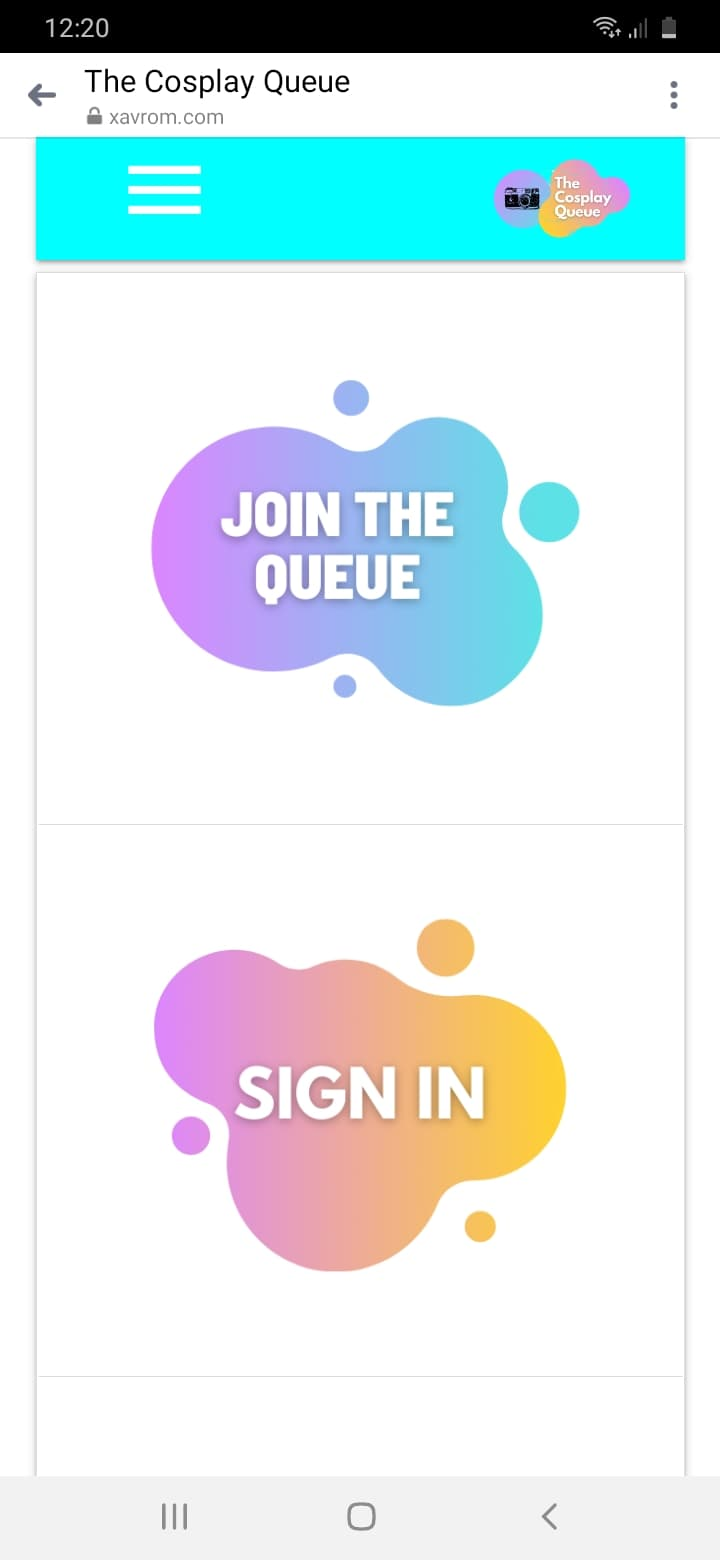 12:20
The Cosplay Queue
xavrom.com
The
Cosplay
Queue
JOIN THE
QUEUE
SIGN IN